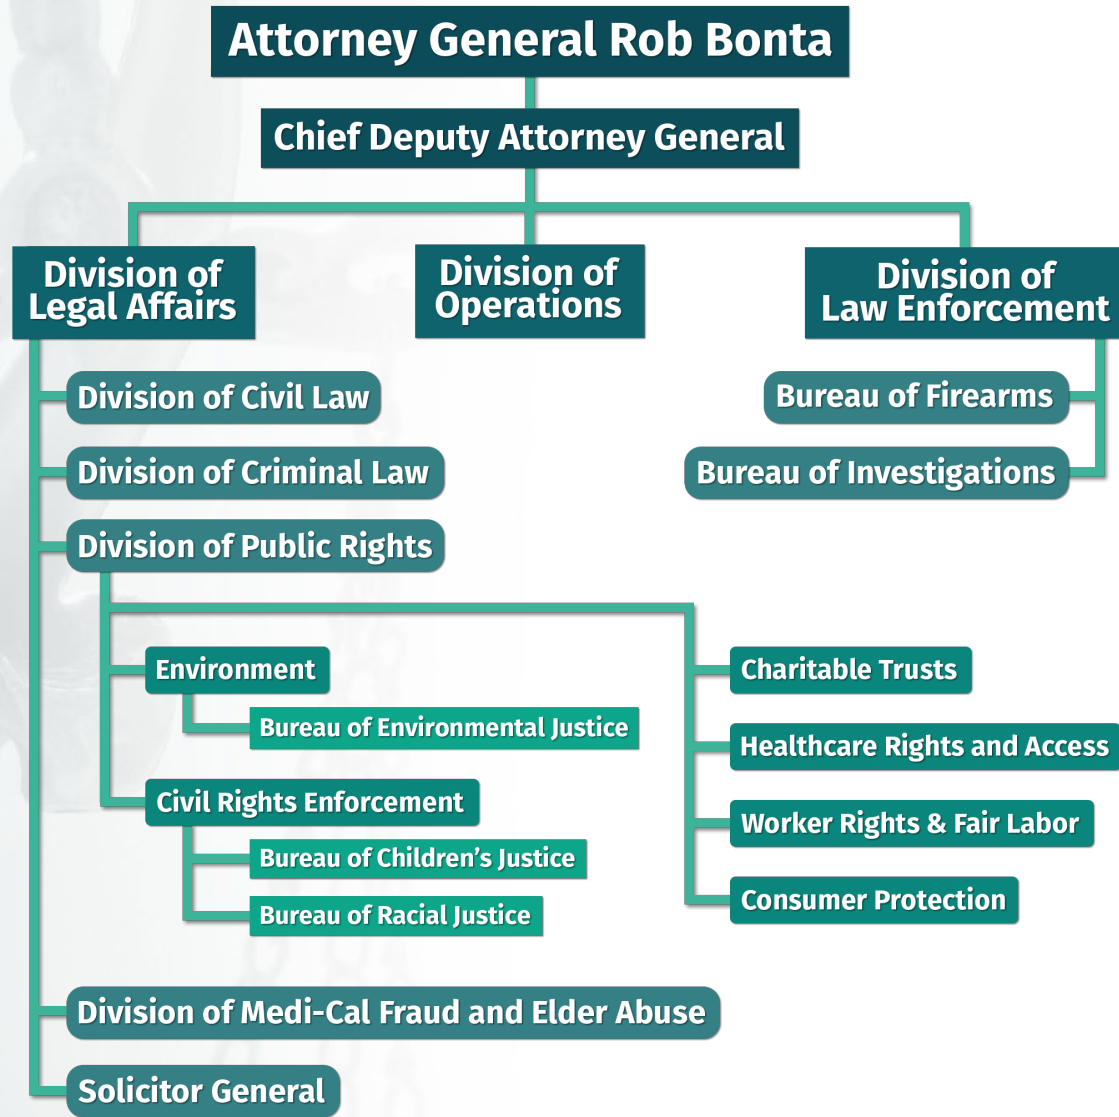 Attorney General Rob Bonta
Chief Deputy Attorney General
Division of
Legal Affairs
Division of
Operations
Division of
Law Enforcement
Division of Civil Law
Division of Criminal Law
Division of Public Rights
Bureau of Firearms
Bureau of Investigations
Environment
Bureau of Environmental Justice
Civil Rights Enforcement
Bureau of Children’s Justice
Bureau of Racial Justice
Charitable Trusts
Healthcare Rights and Access
Worker Rights & Fair Labor
Consumer Protection
Division of Medi-Cal Fraud and Elder Abuse
Solicitor General